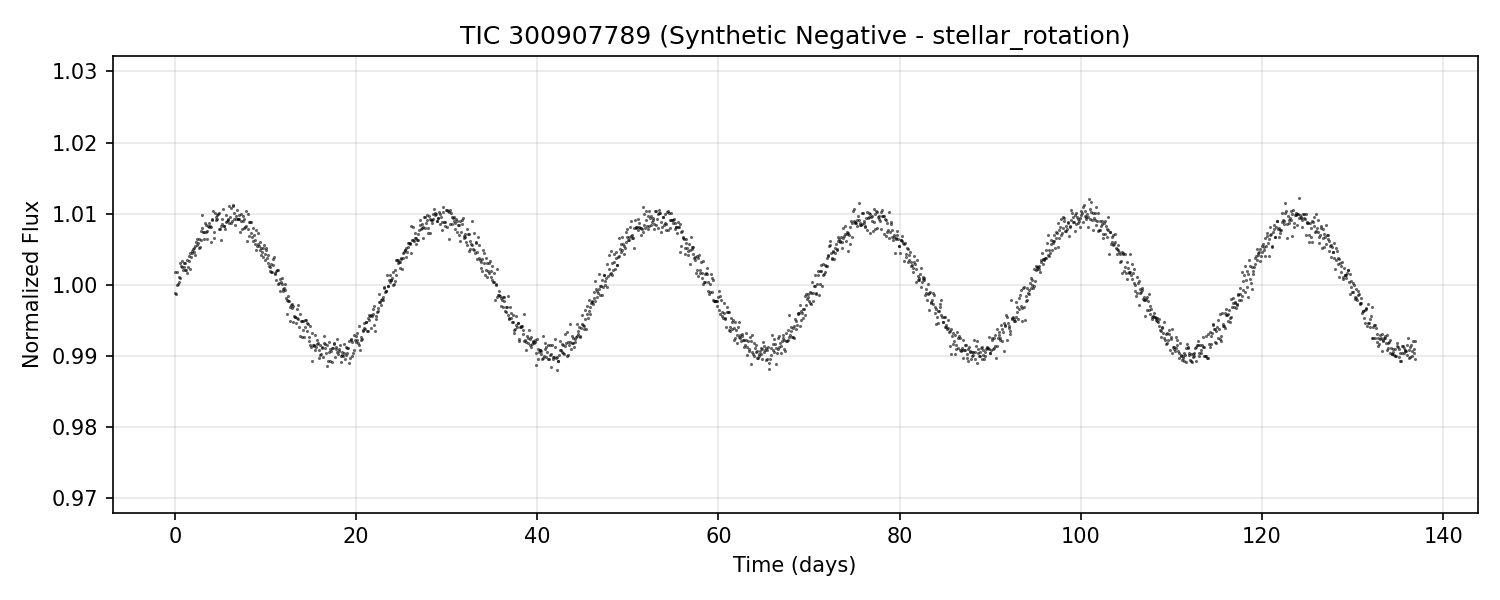 TIC 300907789 (Synthetic Negative - stellar_rotation)
1.03
1.02
1.01
1.00
0.99
0.98
0.97
Normalized Flux
0 20 40 60 80 100 120 140
Time (days)